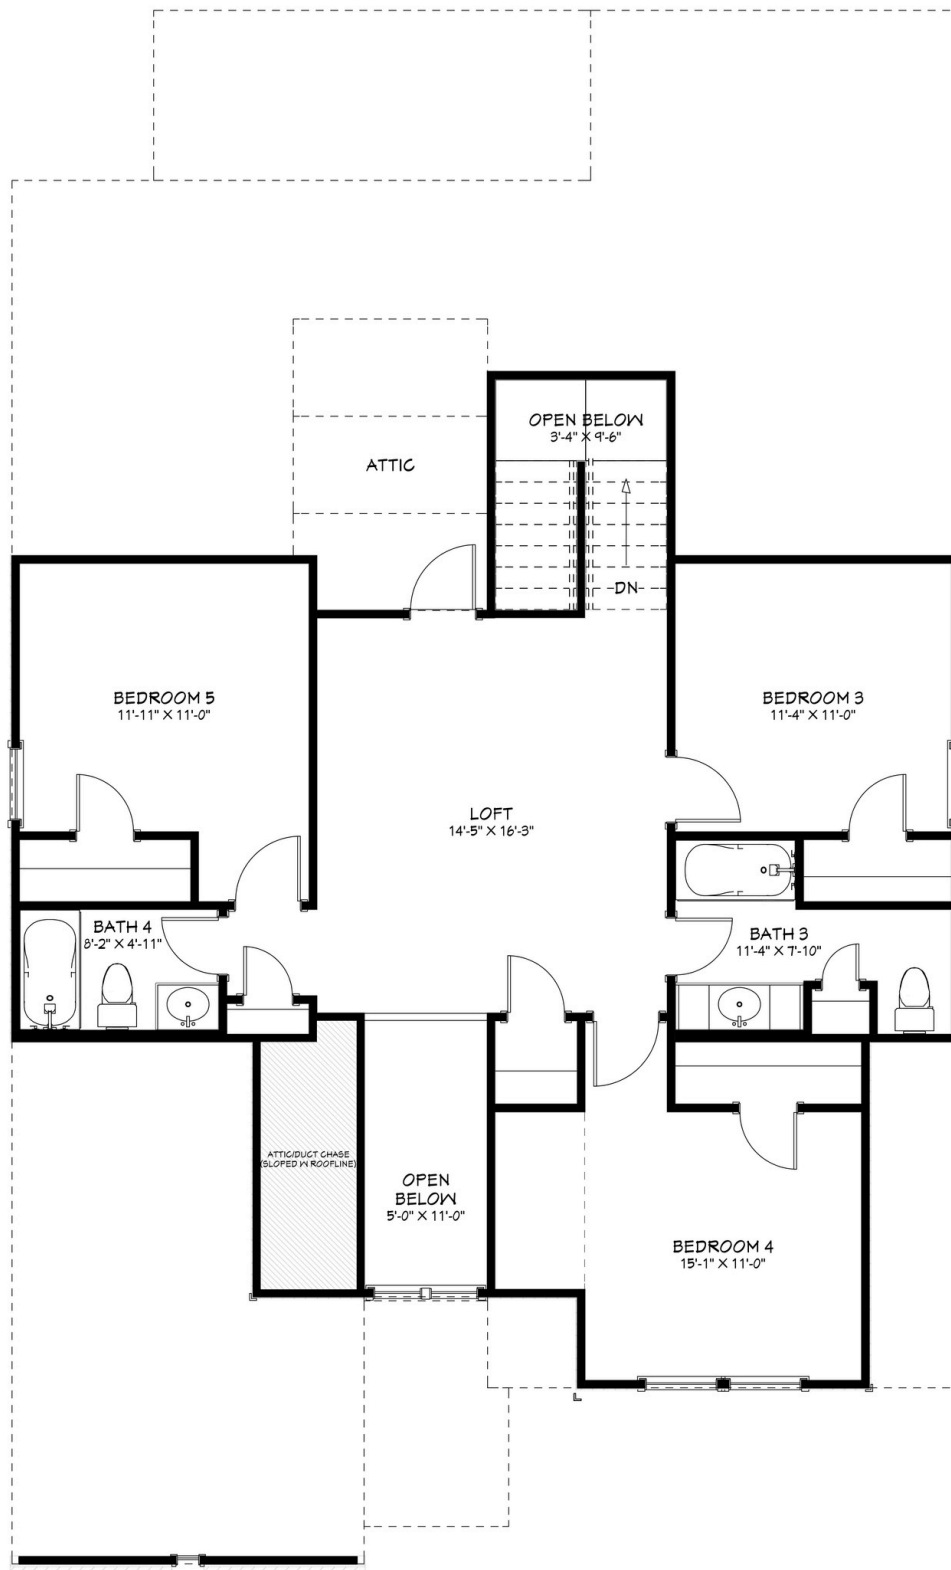 OPEN BELOW
3'-4" X 9'-6"
ATTIC
DN
BEDROOM 5
11'-11" X 11'-0"
BEDROOM 3
11'-4" X 11'-0"
LOFT
14'-5" X 16'-3"
BATH 4
8'-2" X 4'-11"
BATH 3
11'-4" X 7'-10"
ATTIC/DUCT CHASE
(SLOPED W ROOFLINE)
OPEN
BELOW
5'-0" X 11'-0"
BEDROOM 4
15'-1" X 11'-0"